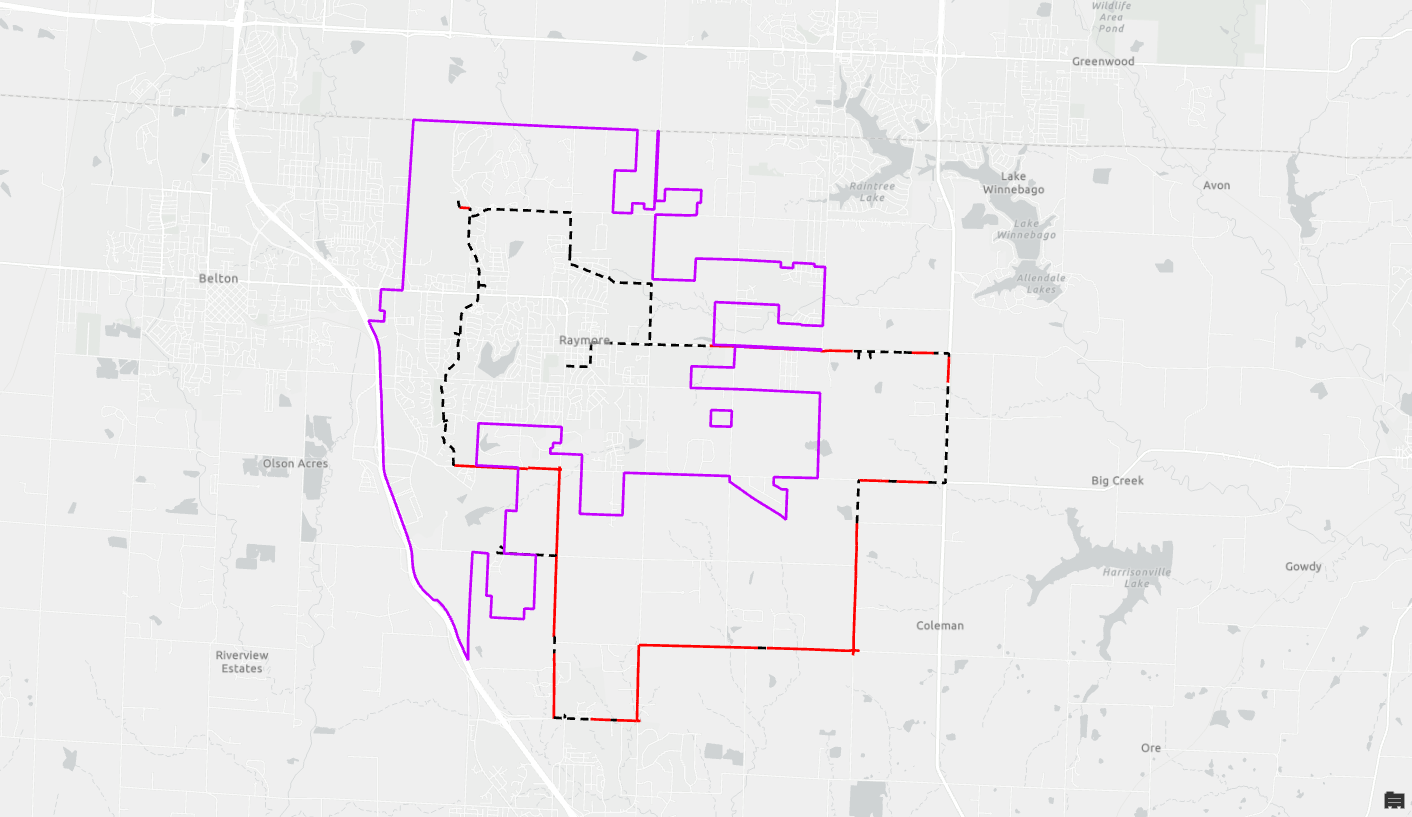 Wildlife
Area
Pond
Greenwood
Lake
Winnebago
Avon
Raintree
Lake
Lake
Winnebago
Allendale
Lakes
Belton
Raymore
Olson Acres
Big Creek
Harrisonville
Lake
Gowdy
Coleman
Riverview
Estates
Ore